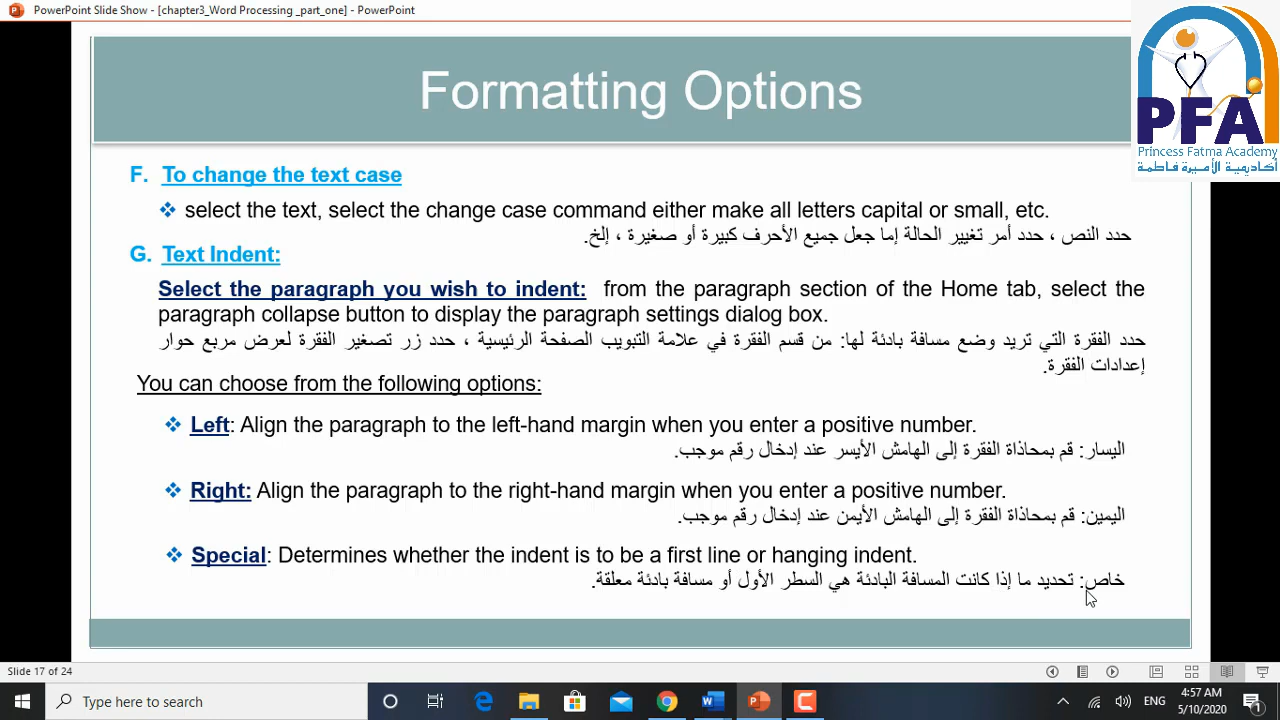 PowerPoint Slide Show - [chapter3_Word Processing _part_one] - PowerPoint
PFA
Princess Fatma Academy
أكاديمية الأميرة فاطمة
Formatting Options
F. To change the text case
❖ select the text, select the change case command either make all letters capital or small, etc.
حدد النص ، حدد أمر تغيير الحالة إما جعل جميع الأحرف كبيرة أو صغيرة ، إلخ.
G. Text Indent:
Select the paragraph you wish to indent: from the paragraph section of the Home tab, select the
paragraph collapse button to display the paragraph settings dialog box.
حدد الفقرة التي تريد وضع مسافة بادئة لها: من قسم الفقرة في علامة التبويب الصفحة الرئيسية ، حدد زر تصغير الفقرة لعرض مربع حوار
إعدادات الفقرة.
You can choose from the following options:
❖ Left: Align the paragraph to the left-hand margin when you enter a positive number.
اليسار: قم بمحاذاة الفقرة إلى الهامش الأيسر عند إدخال رقم موجب.
❖ Right: Align the paragraph to the right-hand margin when you enter a positive number.
اليمين: قم بمحاذاة الفقرة إلى الهامش الأيمن عند إدخال رقم موجب.
❖ Special: Determines whether the indent is to be a first line or hanging indent.
خاص: تحديد ما إذا كانت المسافة البادئة هي السطر الأول أو مسافة بادئة معلقة.
Slide 17 of 24
Type here to search
ENG
4:57 AM
5/10/2020
1